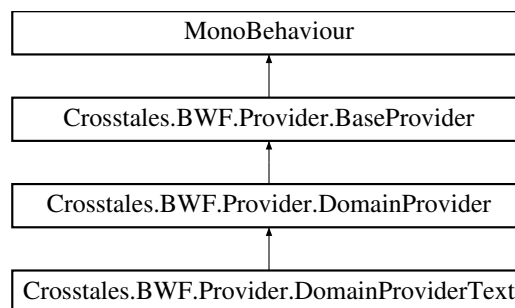 MonoBehaviour
Crosstales.BWF.Provider.BaseProvider
Crosstales.BWF.Provider.DomainProvider
Crosstales.BWF.Provider.DomainProviderText